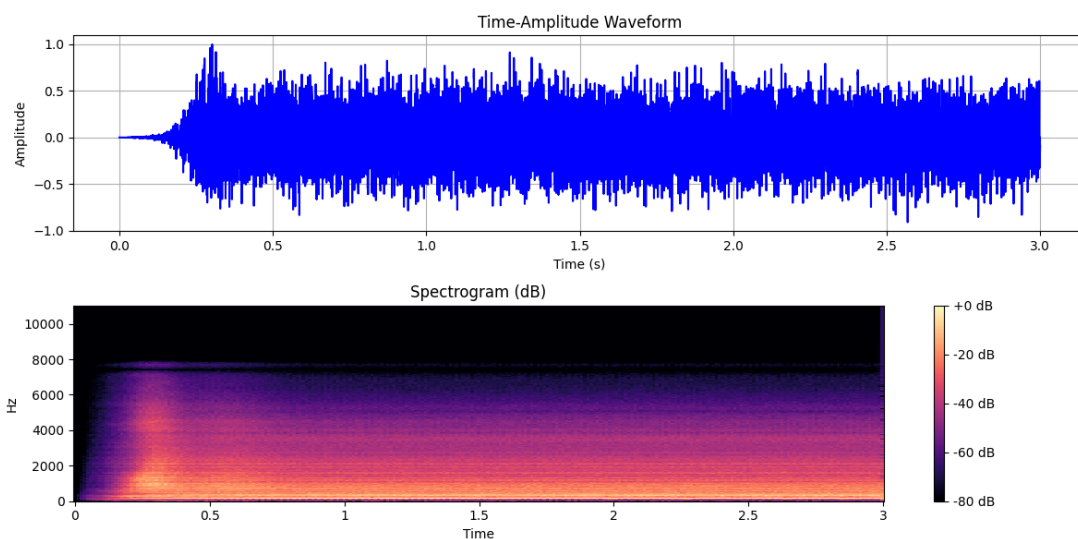 Time-Amplitude Waveform
1.0
0.5
0.0
−0.5
−1.0
Amplitude
0.0 0.5 1.0 1.5 2.0 2.5 3.0
Time (s)
Spectrogram (dB)
10000
8000
6000
4000
2000
0
Hz
0 0.5 1 1.5 2 2.5 3
Time
+0 dB
-20 dB
-40 dB
-60 dB
-80 dB